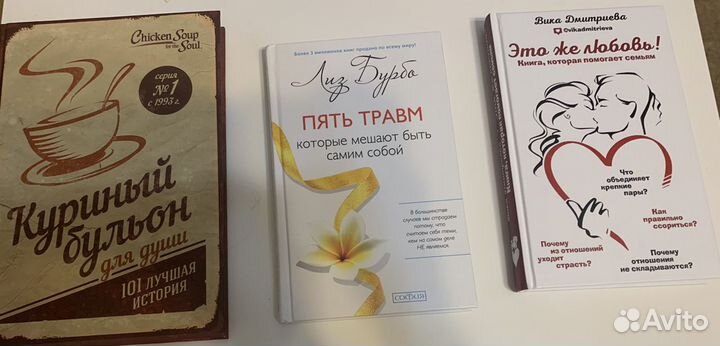 Chicken Soup
for the
Soul
серия
№1
с 1993 г.
Куриный
бульон
для души
101 ЛУЧШАЯ
ИСТОРИЯ
Более 3 миллионов книг продано по всему миру!
Лиз Бурбо
ПЯТЬ ТРАВМ
которые мешают быть
самим собой
В большинстве
случаев мы страдаем
потому, что
считаем себя теми,
кем на самом деле
НЕ являемся
СОФИЯ
Вика Дмитриева
@vikadmitrieva
Это же любовь!
Книга, которая помогает семьям
Что
объединяет
крепкие
пары?
Как
правильно
ссориться?
Почему
из отношений
уходит
страсть?
Почему
отношения
не складываются?
Avito